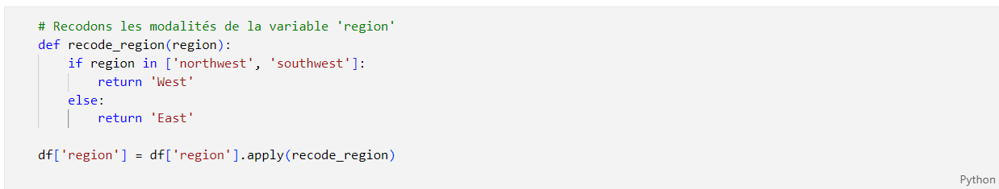 # Recodons les modalités de la variable 'region'
def recode_region(region):
    if region in ['northwest', 'southwest']:
        return 'West'
    else:
        return 'East'

df['region'] = df['region'].apply(recode_region)
Python